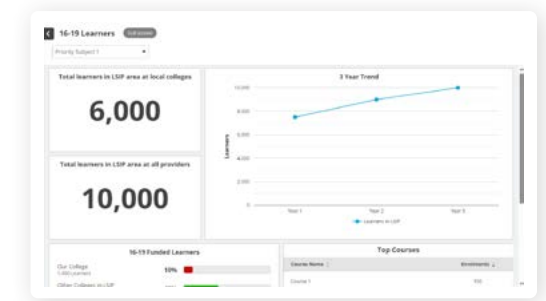 16-19 Learners
Priority Subject 1
Total learners in LSIP area at local colleges
6,000
Total learners in LSIP area at all providers
10,000
3 Year Trend
Learners
10,000
8,000
6,000
4,000
2,000
0
Year 1 Year 2 Year 3
Learners in LSIP
16-19 Funded Learners
Our College
1,000 Learners
10%
Other Colleges in LSIP
Top Courses
Course Name Enrolments
Course 1 100